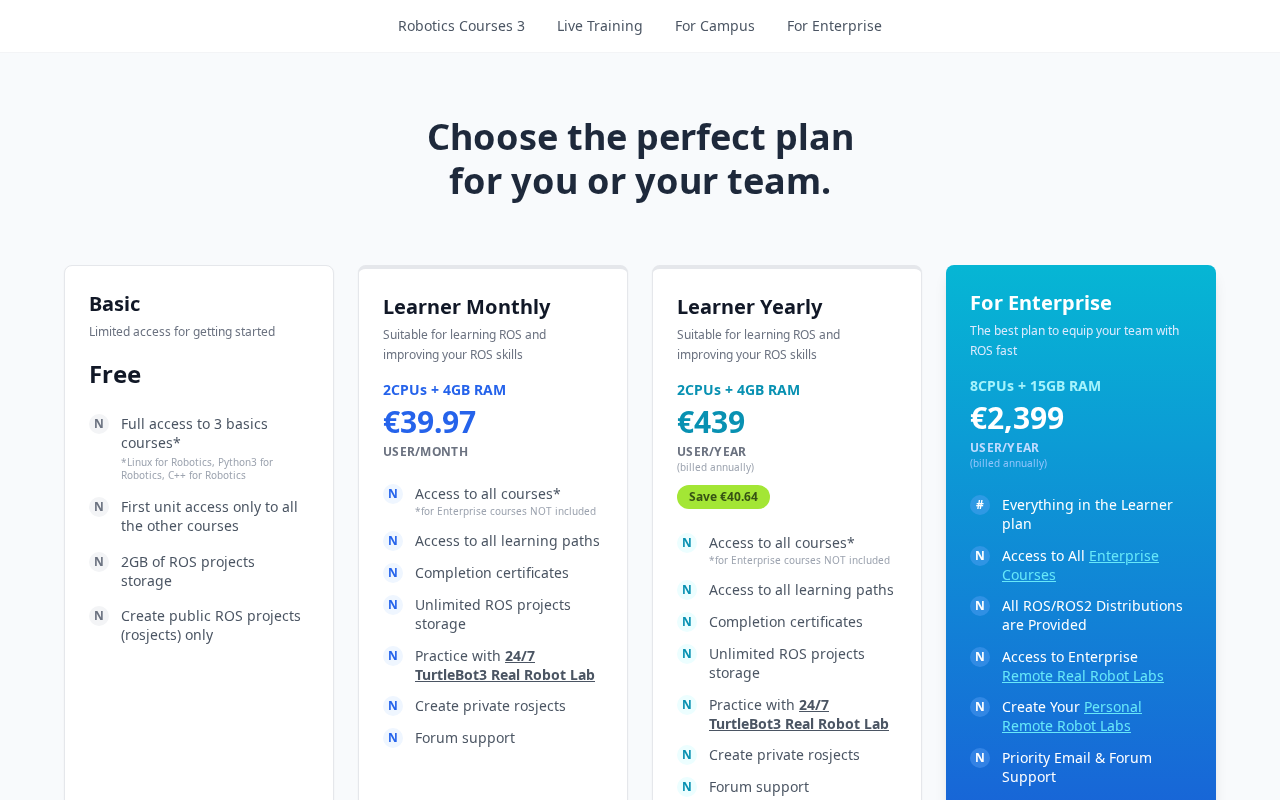 Robotics Courses 3
Live Training
For Campus
For Enterprise
Choose the perfect plan
for you or your team.
Basic
Limited access for getting started
Free
N Full access to 3 basics
courses*
*Linux for Robotics, Python3 for
Robotics, C++ for Robotics
N First unit access only to all
the other courses
N 2GB of ROS projects
storage
N Create public ROS projects
(rosjects) only
Learner Monthly
Suitable for learning ROS and
improving your ROS skills
2CPUs + 4GB RAM
€39.97
USER/MONTH
N Access to all courses*
*for Enterprise courses NOT included
N Access to all learning paths
N Completion certificates
N Unlimited ROS projects
storage
N Practice with 24/7
TurtleBot3 Real Robot Lab
N Create private rosjects
N Forum support
Learner Yearly
Suitable for learning ROS and
improving your ROS skills
2CPUs + 4GB RAM
€439
USER/YEAR
(billed annually)
Save €40.64
N Access to all courses*
*for Enterprise courses NOT included
N Access to all learning paths
N Completion certificates
N Unlimited ROS projects
storage
N Practice with 24/7
TurtleBot3 Real Robot Lab
N Create private rosjects
N Forum support
For Enterprise
The best plan to equip your team with
ROS fast
8CPUs + 15GB RAM
€2,399
USER/YEAR
(billed annually)
# Everything in the Learner
plan
N Access to All Enterprise
Courses
N All ROS/ROS2 Distributions
are Provided
N Access to Enterprise
Remote Real Robot Labs
N Create Your Personal
Remote Robot Labs
N Priority Email & Forum
Support